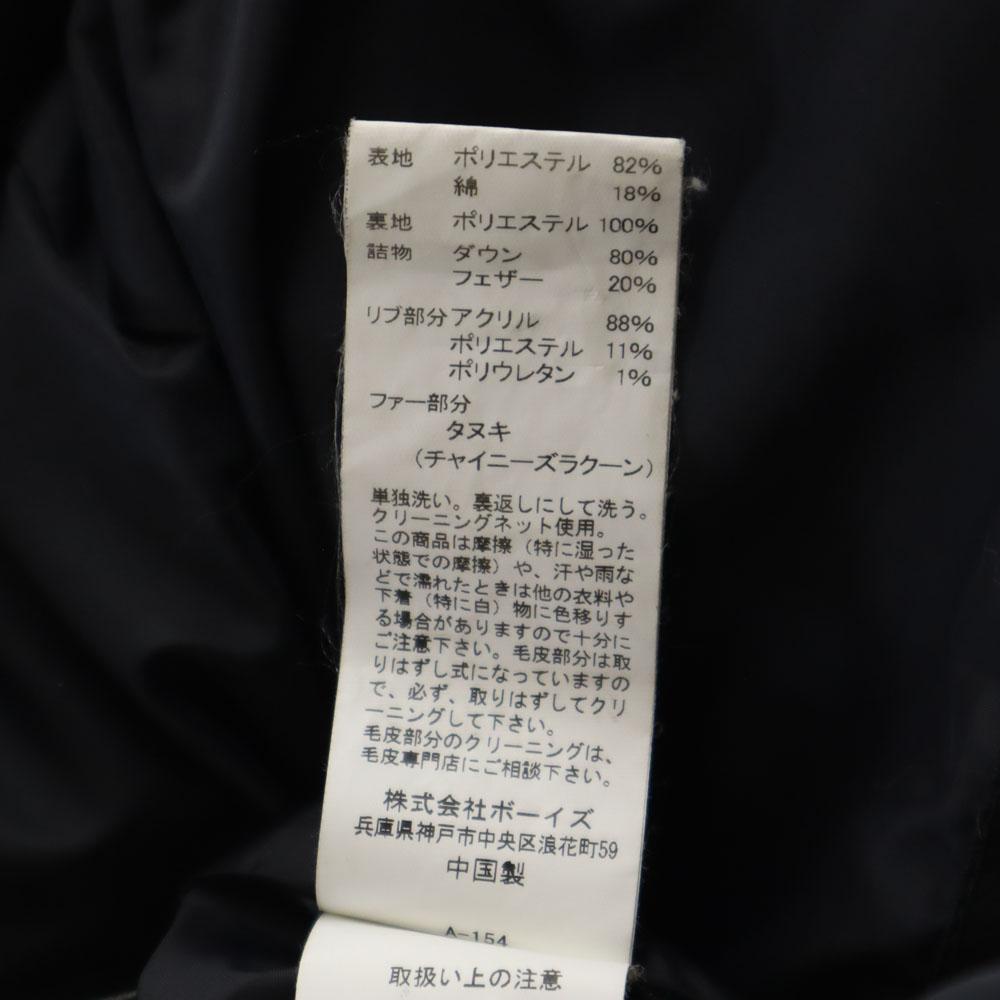 表地 ポリエステル 82%
綿 18%
裏地 ポリエステル 100%
詰物 ダウン 80%
フェザー 20%
リブ部分 アクリル 88%
ポリエステル 11%
ポリウレタン 1%
ファー部分
タヌキ
(チャイニーズラクーン)
単独洗い。裏返しにして洗う。
クリーニングネット使用。
この商品は摩擦（特に湿った
状態での摩擦）や、汗や雨な
どで濡れたときは他の衣料や
下着（特に白）物に色移りす
る場合がありますので十分に
ご注意下さい。毛皮部分は取
りはずし式になっていますの
で、必ず、取りはずしてクリ
ーニングして下さい。
毛皮部分のクリーニングは、
毛皮専門店にご相談下さい。
株式会社ボーイズ
兵庫県神戸市中央区浪花町59
中国製
A-154
取扱い上の注意